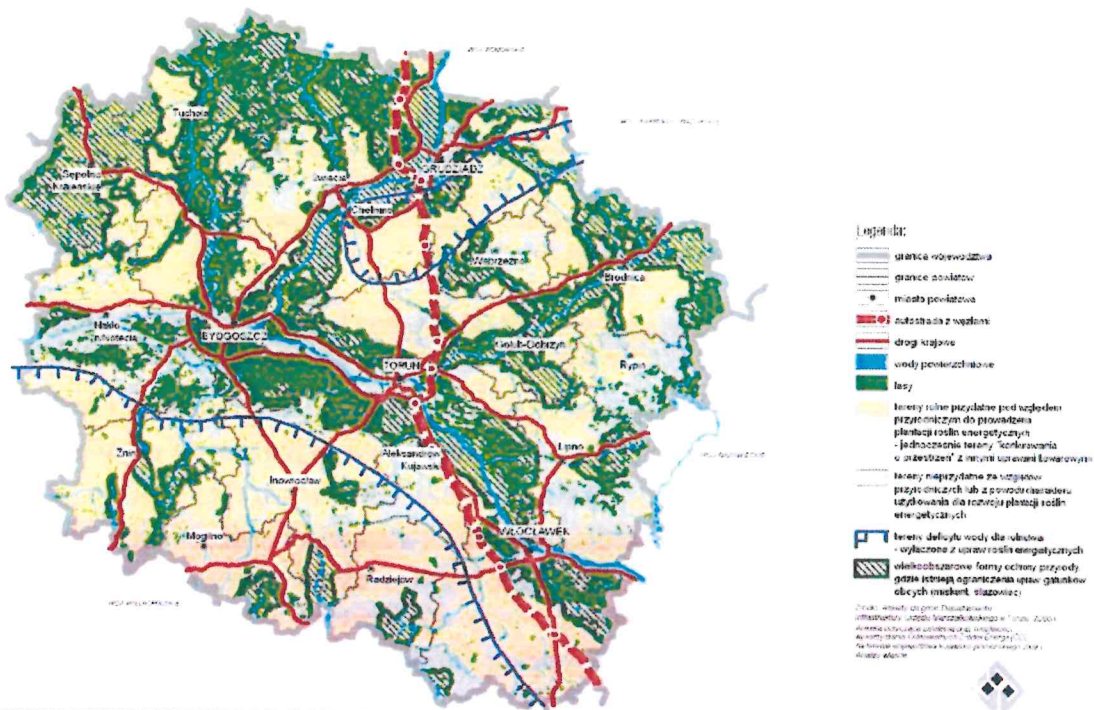 Tuchola
Sępólno
Krajeńskie
GRUDZIĄDZ
Świecie
Chełmno
Wąbrzeźno
Brodnica
Nakło
BYDGOSZCZ
Golub-Dobrzyń
TORUŃ
Rypin
Żnin
Aleksandrów
Kujawski
Lipno
Inowrocław
WŁOCŁAWEK
Mogilno
Radziejów
Legenda:
granica województwa
granice powiatów
miasta powiatowe
autostrada z węzłami
drogi krajowe
wody powierzchniowe
lasy
tereny rolne przydatne pod względem
przyrodniczym do prowadzenia
plantacji roślin energetycznych
- jednocześnie tereny "konkurowania
o przestrzeń" z innymi uprawami towarowymi
tereny nieprzydatne ze względów
przyrodniczych lub z powodu charakteru
użytkowania dla rozwoju plantacji roślin
energetycznych
tereny deficytu wody dla rolnictwa
- wyłączone z upraw roślin energetycznych
wielkoobszarowe formy ochrony przyrody
gdzie istnieją ograniczenia upraw gatunków
obcych (miskant, ślazowiec)